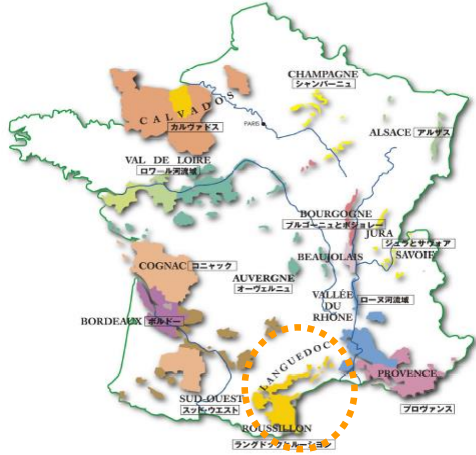 CHAMPAGNE
シャンパーニュ
CALVADOS
カルヴァドス
PARIS
ALSACE アルザス
VAL DE LOIRE
ロワール河流域
BOURGOGNE
ブルゴーニュとボジョレー
JURA
ジュラとサヴォア
SAVOIE
BEAUJOLAIS
COGNAC コニャック
AUVERGNE
オーヴェルニュ
VALLÉE
DU
RHÔNE
ローヌ河流域
BORDEAUX ボルドー
LANGUEDOC
PROVENCE
プロヴァンス
SUD-OUEST
スッド・ウエスト
ROUSSILLON
ラングドックとルーション